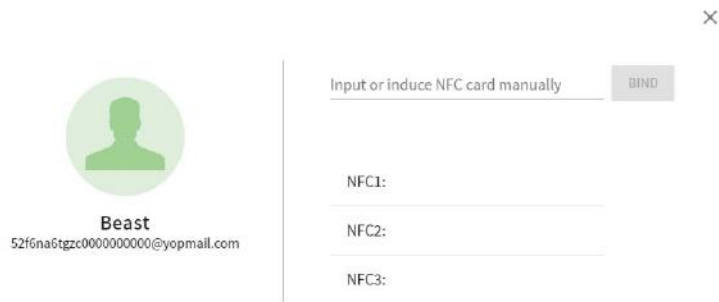 Input or induce NFC card manually
BIND
NFC1:
Beast
52f6na6tgzc0000000000@yopmail.com
NFC2:
NFC3: